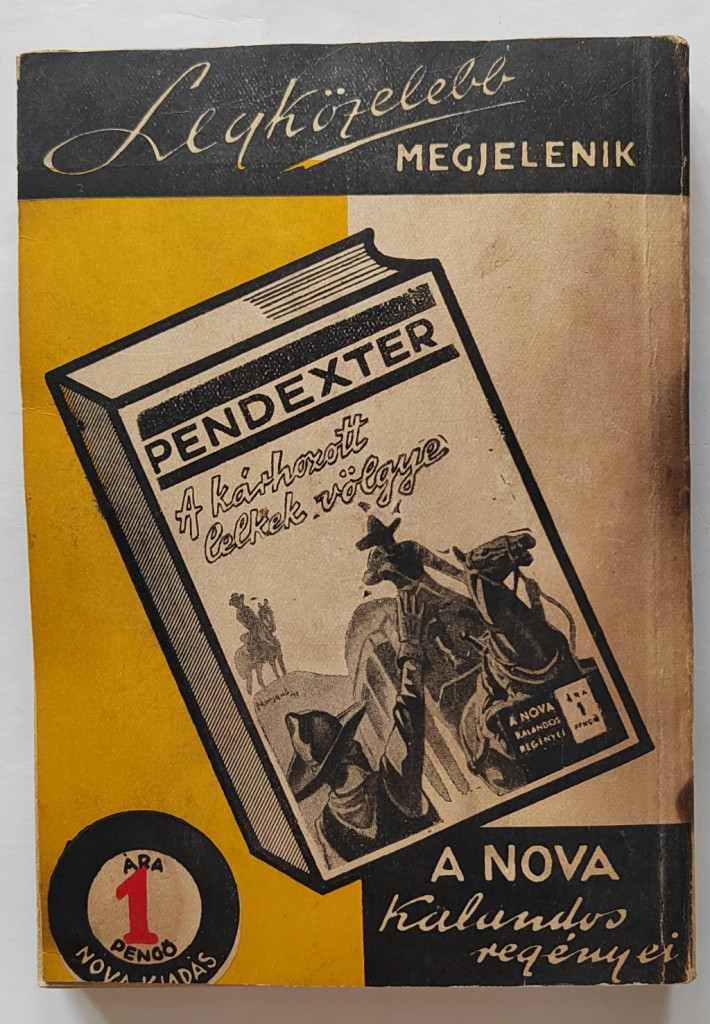 Legközelebb
MEGJELENIK
PENDEXTER
A kárhozott
lelkek völgye
A NOVA
KALANDOS
REGÉNYEI
ÁRA
1
PENGŐ
ÁRA
1
PENGŐ
NOVA KIADÁS
A NOVA
Kalandos
regényei